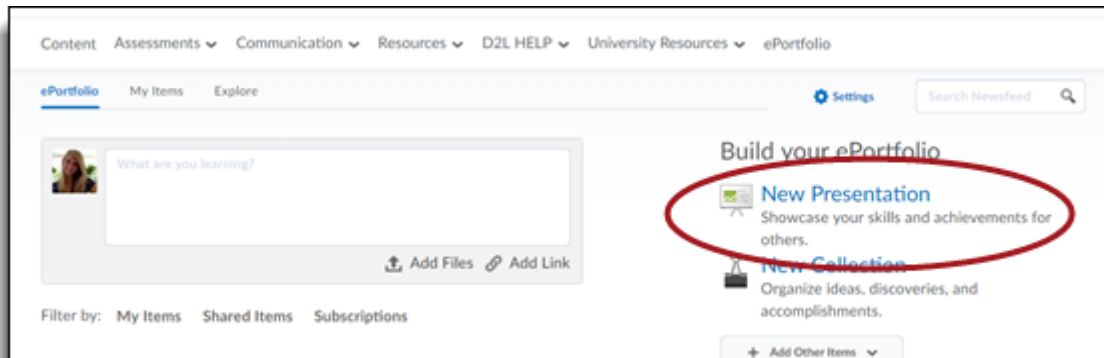 Content Assessments Communication Resources D2L HELP University Resources ePortfolio
ePortfolio My Items Explore
Settings
Search Newsfeed
What are you learning?
Add Files Add Link
Filter by: My Items Shared Items Subscriptions
Build your ePortfolio
New Presentation
Showcase your skills and achievements for
others.
New Collection
Organize ideas, discoveries, and
accomplishments.
+ Add Other Items